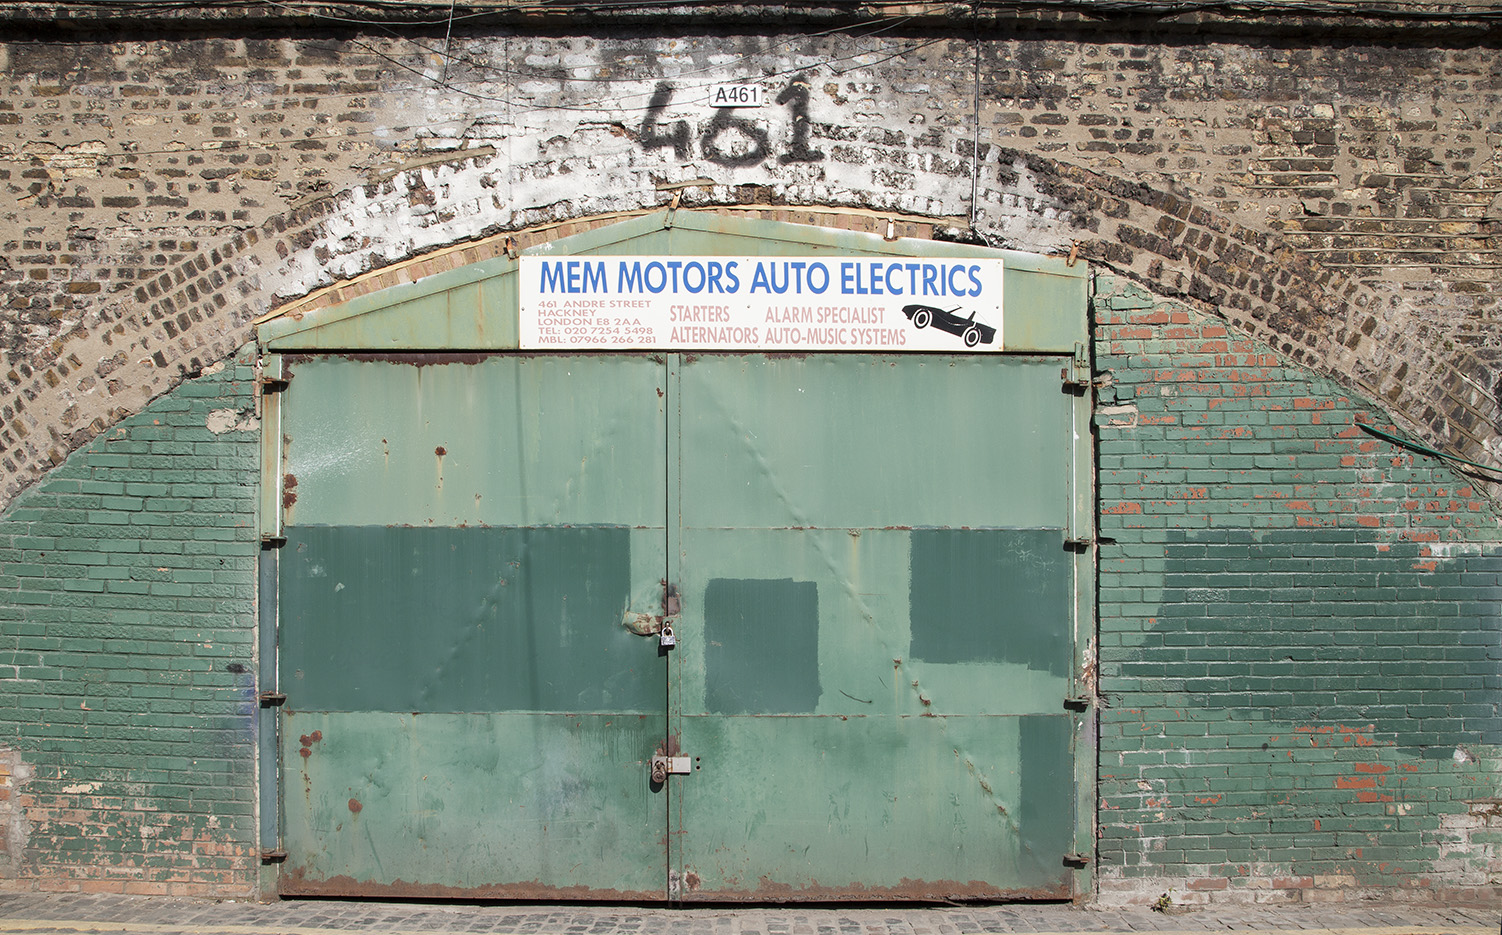 A461
461
MEM MOTORS AUTO ELECTRICS
461 ANDRE STREET
HACKNEY
LONDON E8 2AA
TEL: 020 7254 5498
MBL: 07966 266 281
STARTERS
ALTERNATORS
ALARM SPECIALIST
AUTO-MUSIC SYSTEMS